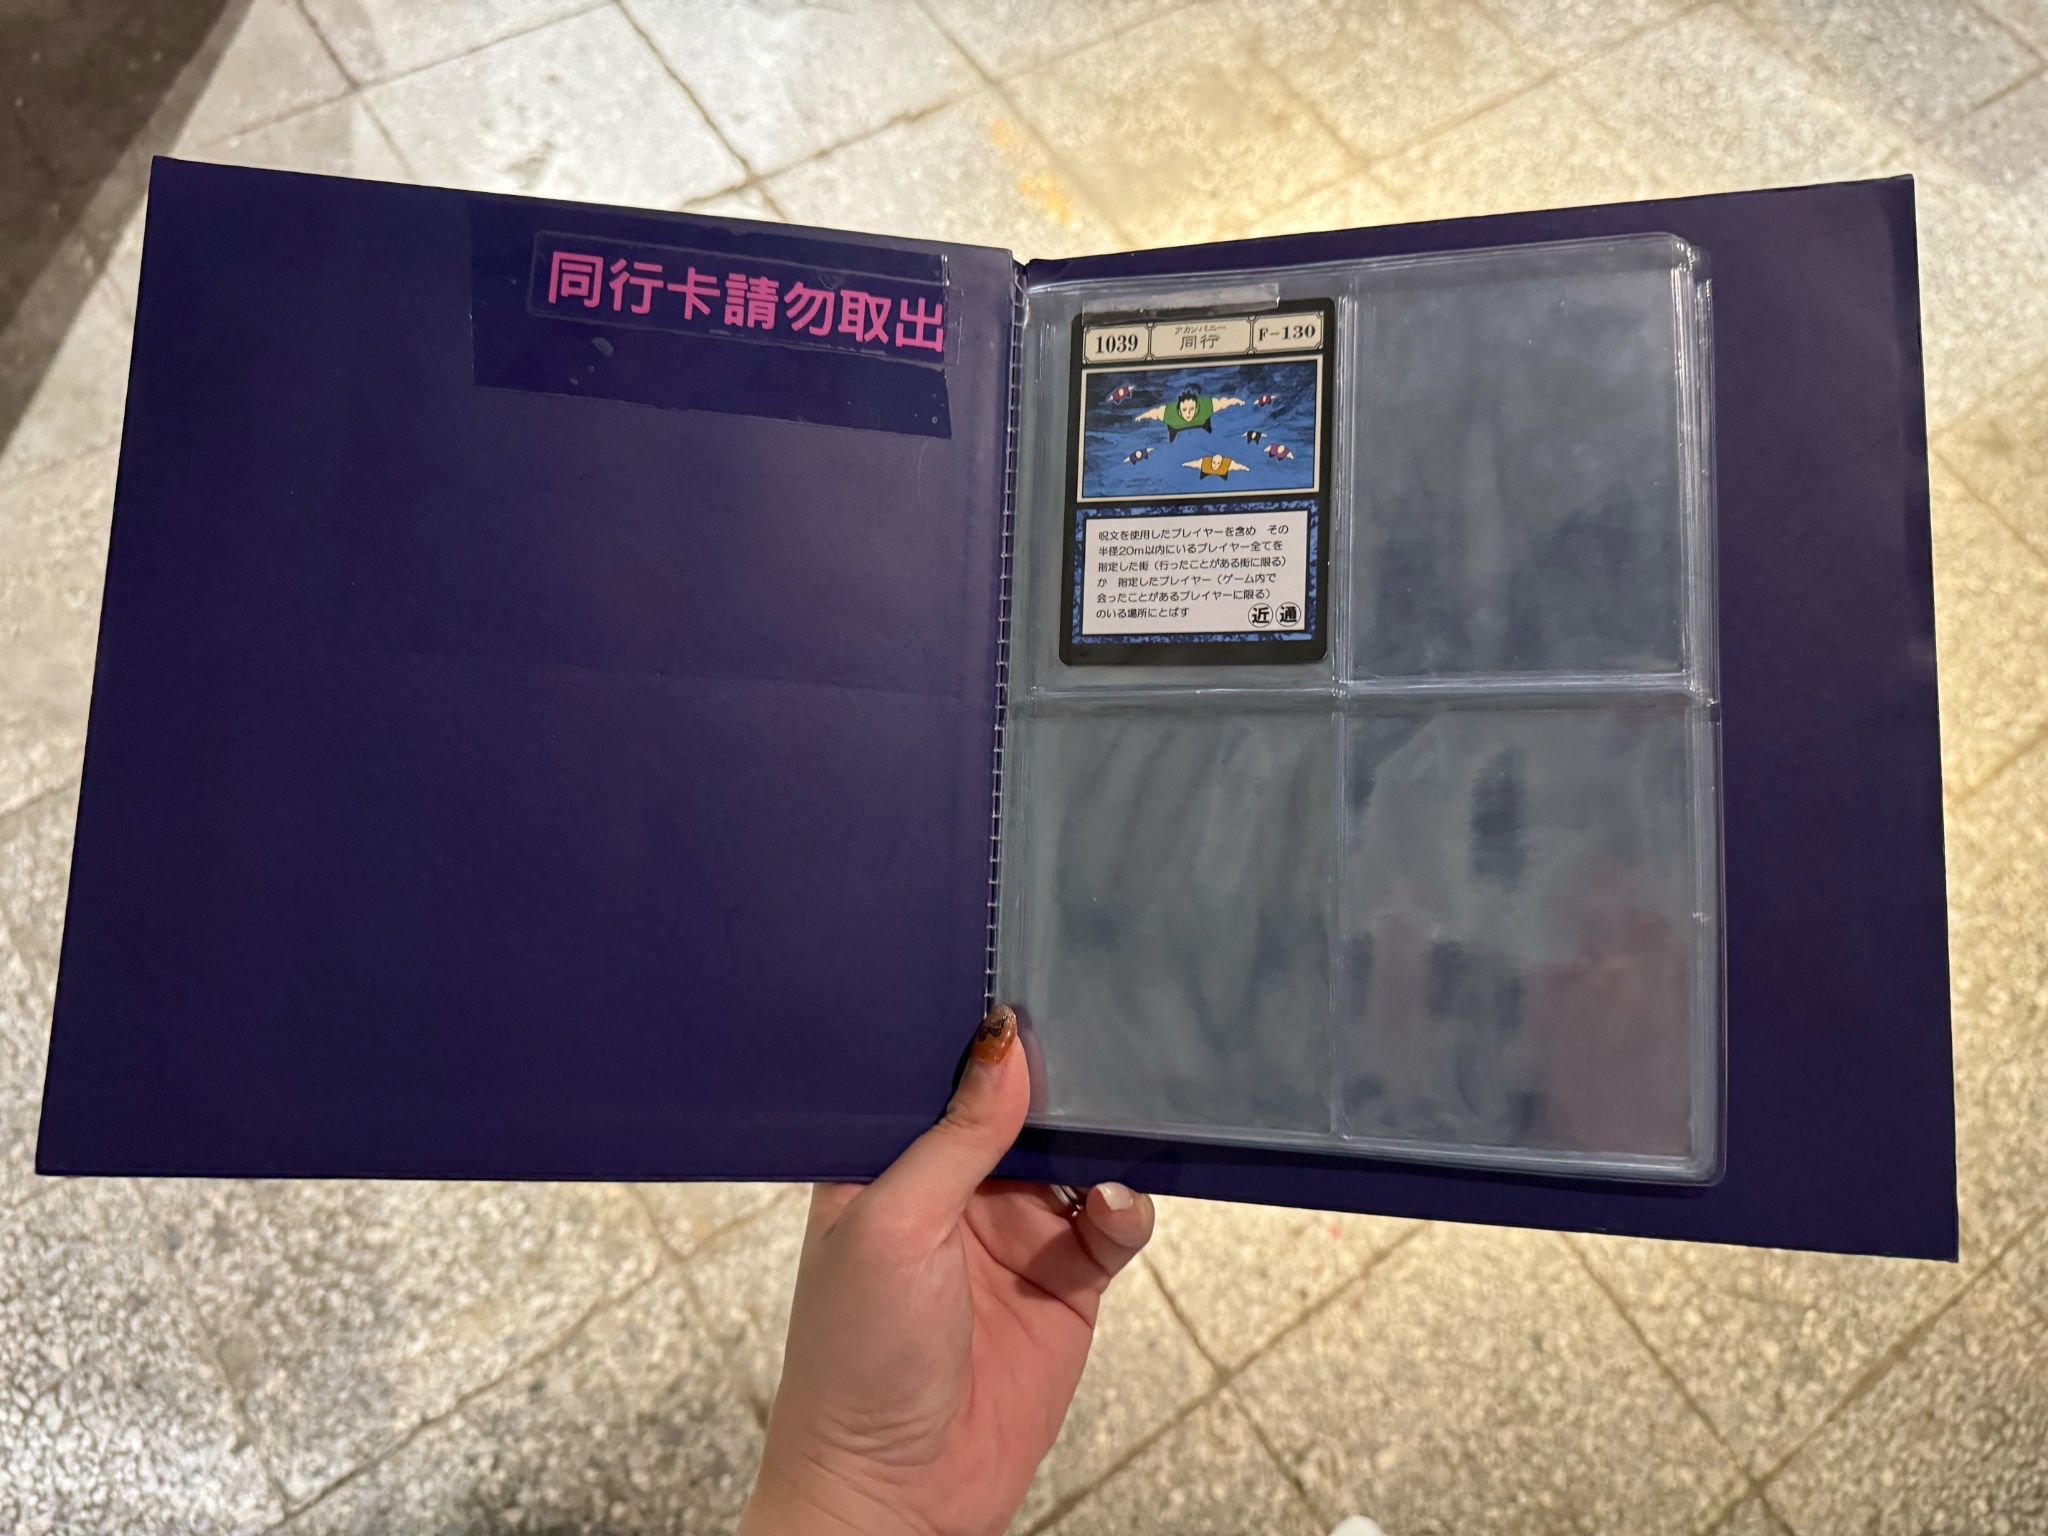 同行卡請勿取出
1039
アカンパニー
同行
F-130
呪文を使用したプレイヤーを含め その
半径20m以内にいるプレイヤー全てを
指定した街（行ったことがある街に限る）
か 指定したプレイヤー（ゲーム内で
会ったことがあるプレイヤーに限る）
のいる場所にとばす
近 通